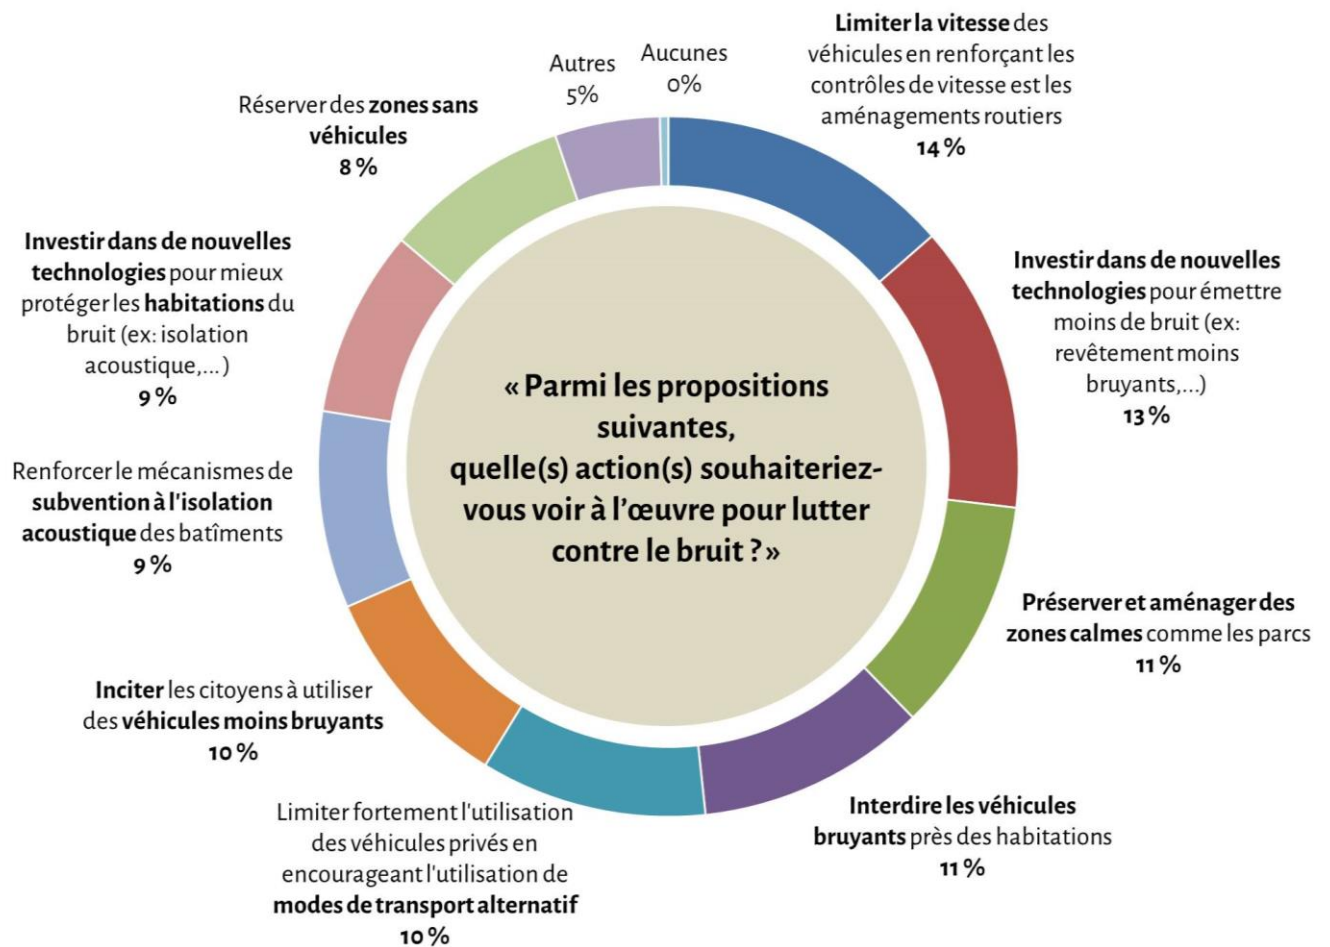 Limiter la vitesse des
véhicules en renforçant les
contrôles de vitesse est les
aménagements routiers
14 %
Investir dans de nouvelles
technologies pour émettre
moins de bruit (ex:
revêtement moins
bruyants,...)
13 %
Préserver et aménager des
zones calmes comme les parcs
11 %
Interdire les véhicules
bruyants près des habitations
11 %
Limiter fortement l'utilisation
des véhicules privés en
encourageant l'utilisation de
modes de transport alternatif
10 %
Inciter les citoyens à utiliser
des véhicules moins bruyants
10 %
Renforcer le mécanismes de
subvention à l'isolation
acoustique des batîments
9 %
Investir dans de nouvelles
technologies pour mieux
protéger les habitations du
bruit (ex: isolation
acoustique,...)
9 %
Réserver des zones sans
véhicules
8 %
Autres
5%
Aucunes
0%
« Parmi les propositions
suivantes,
quelle(s) action(s) souhaiteriez-
vous voir à l'œuvre pour lutter
contre le bruit ? »